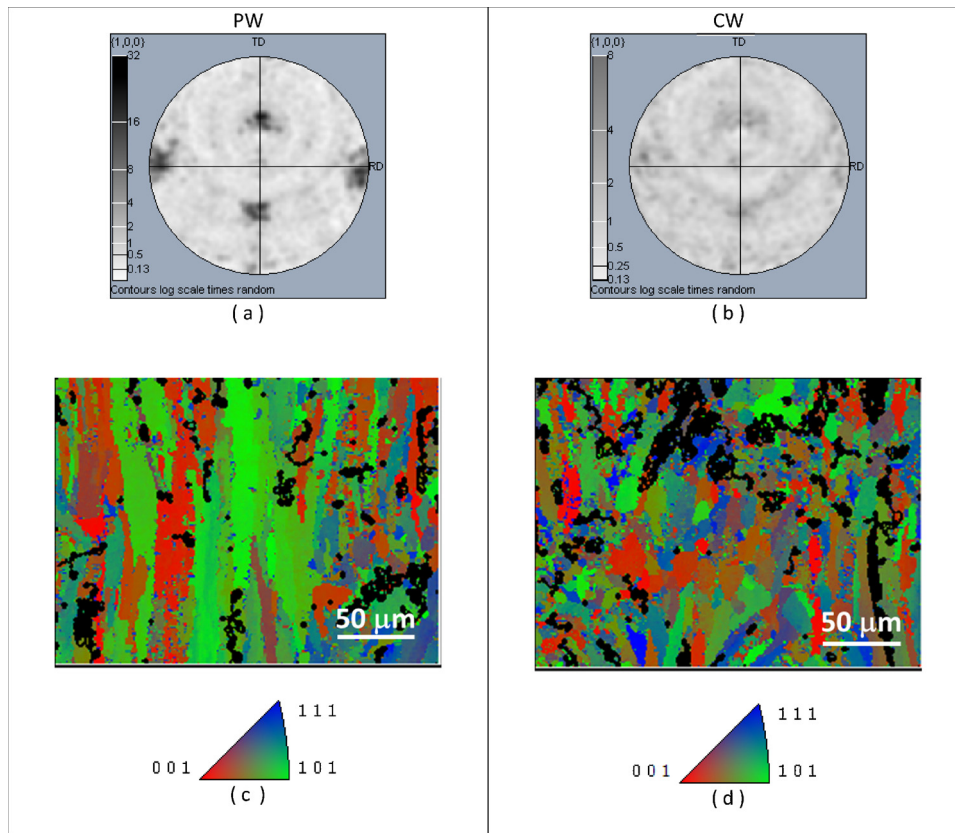 PW
CW
{1,0,0}
TD
32
16
8
4
2
1
0.5
0.13
RD
Contours log scale times random
( a )
{1,0,0}
TD
8
4
2
1
0.5
0.25
0.13
RD
Contours log scale times random
( b )
50 μm
50 μm
1 1 1
0 0 1
1 0 1
( c )
1 1 1
0 0 1
1 0 1
( d )